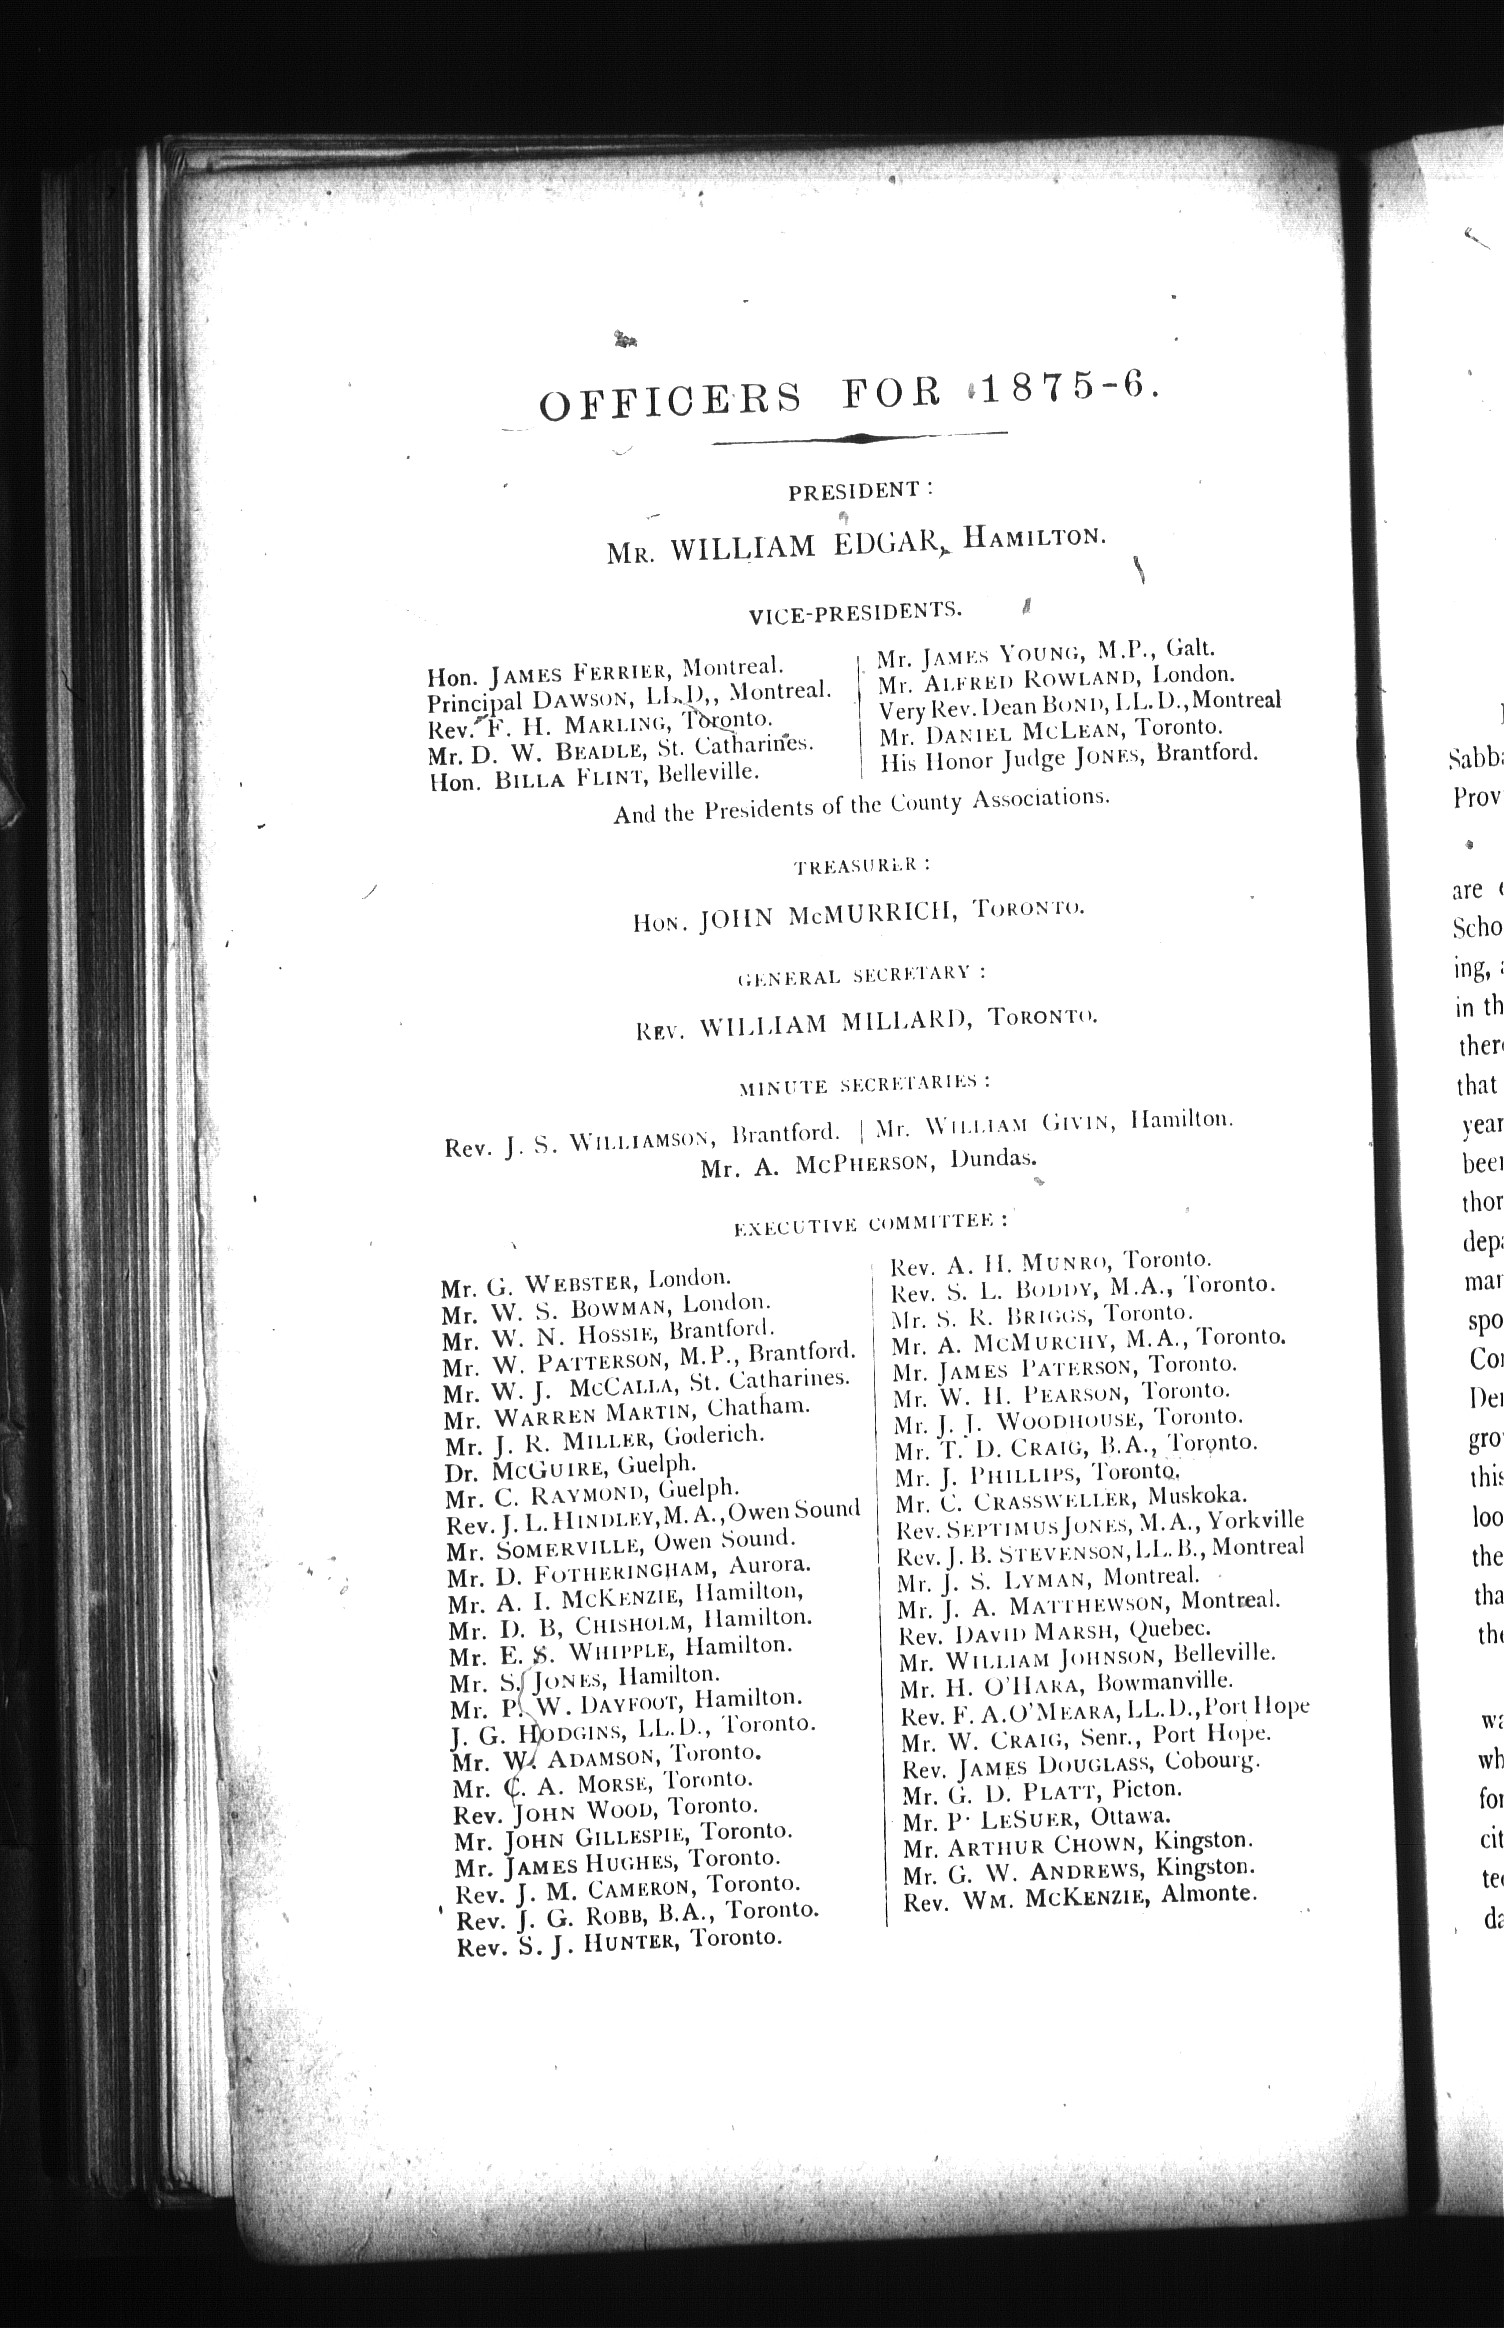 OFFICERS FOR 1875-6.
PRESIDENT:
MR. WILLIAM EDGAR, HAMILTON.
VICE-PRESIDENTS.
Hon. JAMES FERRIER, Montreal.
Principal DAWSON, LL.D,, Montreal.
Rev. F. H. MARLING, Toronto.
Mr. D. W. BEADLE, St. Catharines.
Hon. BILLA FLINT, Belleville.
Mr. JAMES YOUNG, M.P., Galt.
Mr. ALFRED ROWLAND, London.
Very Rev. Dean BOND, LL.D., Montreal
Mr. DANIEL MCLEAN, Toronto.
His Honor Judge JONES, Brantford.
And the Presidents of the County Associations.
TREASURER:
HON. JOHN McMURRICH, TORONTO.
GENERAL SECRETARY:
REV. WILLIAM MILLARD, TORONTO.
MINUTE SECRETARIES:
Rev. J. S. WILLIAMSON, Brantford. | Mr. WILLIAM GIVIN, Hamilton.
Mr. A. MCPHERSON, Dundas.
EXECUTIVE COMMITTEE:
Mr. G. WEBSTER, London.
Mr. W. S. BOWMAN, London.
Mr. W. N. HOSSIE, Brantford.
Mr. W. PATTERSON, M.P., Brantford.
Mr. W. J. MCCALLA, St. Catharines.
Mr. WARREN MARTIN, Chatham.
Mr. J. R. MILLER, Goderich.
Dr. MCGUIRE, Guelph.
Mr. C. RAYMOND, Guelph.
Rev. J. L. HINDLEY, M.A., Owen Sound
Mr. SOMERVILLE, Owen Sound.
Mr. D. FOTHERINGHAM, Aurora.
Mr. A. I. MCKENZIE, Hamilton,
Mr. D. B, CHISHOLM, Hamilton.
Mr. E. S. WHIPPLE, Hamilton.
Mr. S. JONES, Hamilton.
Mr. P. W. DAYFOOT, Hamilton.
J. G. HODGINS, LL.D., Toronto.
Mr. W. ADAMSON, Toronto.
Mr. C. A. MORSE, Toronto.
Rev. JOHN WOOD, Toronto.
Mr. JOHN GILLESPIE, Toronto.
Mr. JAMES HUGHES, Toronto.
Rev. J. M. CAMERON, Toronto.
Rev. J. G. ROBB, B.A., Toronto.
Rev. S. J. HUNTER, Toronto.
Rev. A. H. MUNRO, Toronto.
Rev. S. L. BODDY, M.A., Toronto.
Mr. S. R. BRIGGS, Toronto.
Mr. A. MCMURCHY, M.A., Toronto.
Mr. JAMES PATERSON, Toronto.
Mr. W. H. PEARSON, Toronto.
Mr. J. J. WOODHOUSE, Toronto.
Mr. T. D. CRAIG, B.A., Toronto.
Mr. J. PHILLIPS, Toronto.
Mr. C. CRASSWELLER, Muskoka.
Rev. SEPTIMUS JONES, M.A., Yorkville
Rev. J. B. STEVENSON, LL.B., Montreal
Mr. J. S. LYMAN, Montreal.
Mr. J. A. MATTHEWSON, Montreal.
Rev. DAVID MARSH, Quebec.
Mr. WILLIAM JOHNSON, Belleville.
Mr. H. O'HARA, Bowmanville.
Rev. F. A. O'MEARA, LL.D., Port Hope
Mr. W. CRAIG, Senr., Port Hope.
Rev. JAMES DOUGLASS, Cobourg.
Mr. G. D. PLATT, Picton.
Mr. P. LESUER, Ottawa.
Mr. ARTHUR CHOWN, Kingston.
Mr. G. W. ANDREWS, Kingston.
Rev. WM. MCKENZIE, Almonte.
are
in th
that